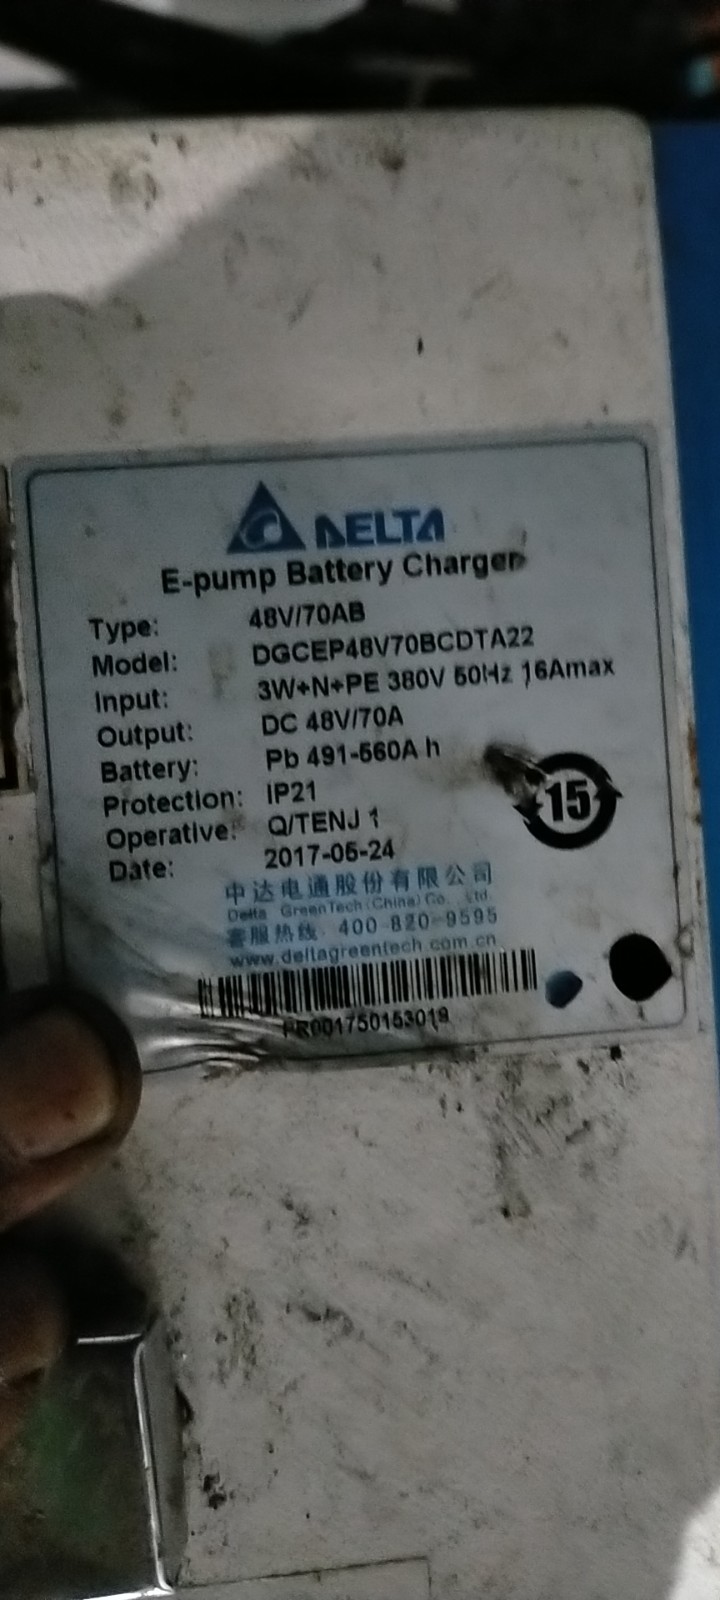 DELTA
E-pump Battery Charger
Type: 48V/70AB
Model: DGCEP48V70BCDTA22
Input: 3W+N+PE 380V 50Hz 16Amax
Output: DC 48V/70A
Battery: Pb 491-560A h
Protection: IP21
Operative: Q/TENJ 1
Date: 2017-05-24
15
中达电通股份有限公司
Delta GreenTech (China) Co., Ltd.
客服热线: 400-820-9595
www.deltagreentech.com.cn